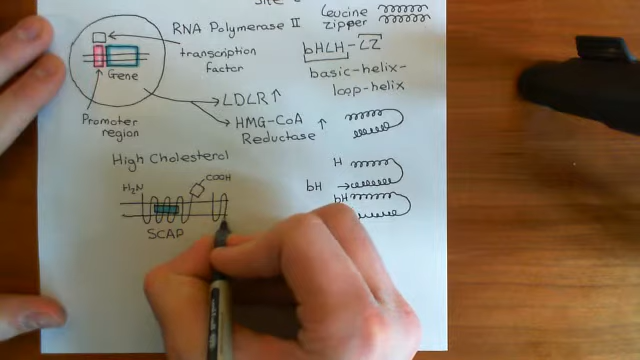 Leucine
zipper
RNA Polymerase II
transcription
factor
Gene
Promoter
region
bHLH-LZ
basic-helix-
loop-helix
LDLR↑
HMG-CoA ↑
Reductase
High Cholesterol
H₂N
COOH
SCAP
H
bH
bH